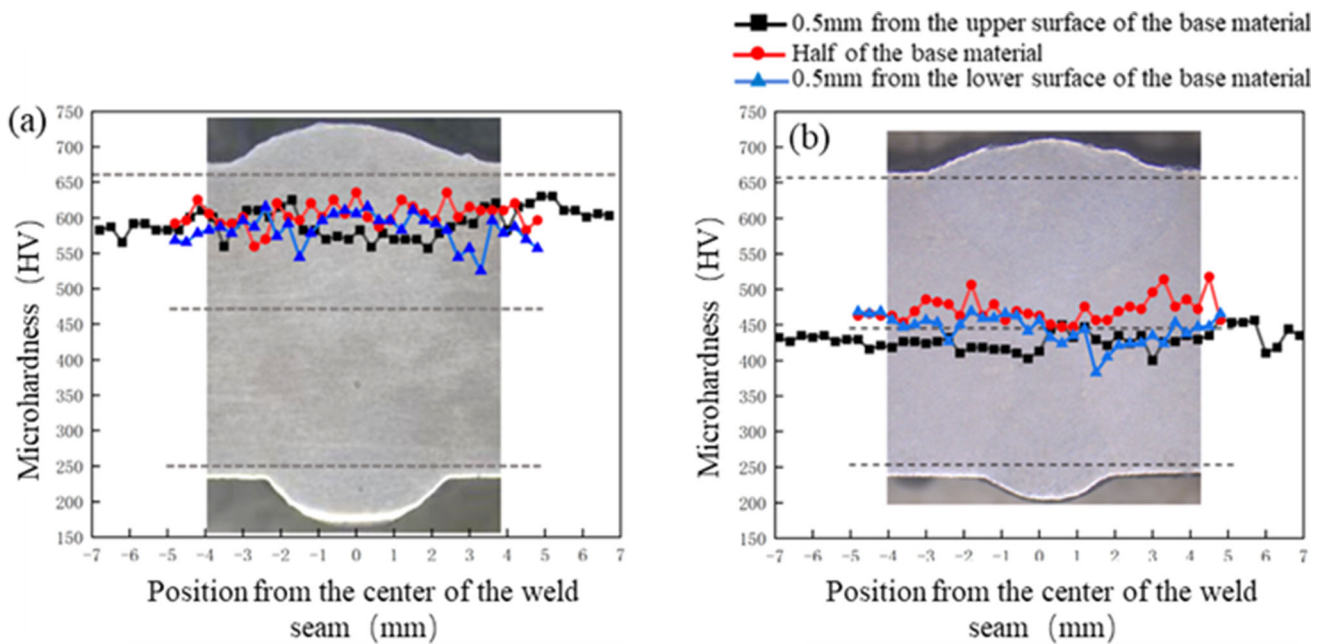 0.5mm from the upper surface of the base material
Half of the base material
0.5mm from the lower surface of the base material
(a)
Microhardness (HV)
750
700
650
600
550
500
450
400
350
300
250
200
150
-7 -6 -5 -4 -3 -2 -1 0 1 2 3 4 5 6 7
Position from the center of the weld
seam (mm)
(b)
Microhardness (HV)
750
700
650
600
550
500
450
400
350
300
250
200
150
-7 -6 -5 -4 -3 -2 -1 0 1 2 3 4 5 6 7
Position from the center of the weld
seam (mm)